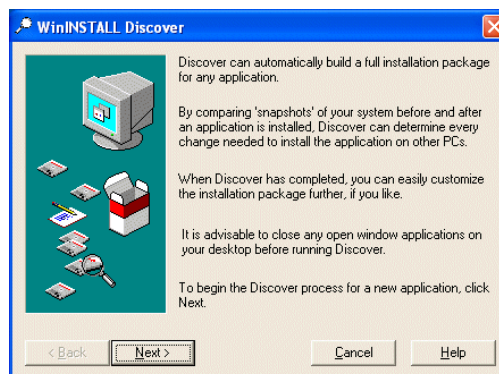 WinINSTALL Discover
Discover can automatically build a full installation package
for any application.
By comparing 'snapshots' of your system before and after
an application is installed, Discover can determine every
change needed to install the application on other PCs.
When Discover has completed, you can easily customize
the installation package further, if you like.
It is advisable to close any open window applications on
your desktop before running Discover.
To begin the Discover process for a new application, click
Next.
< Back
Next >
Cancel
Help